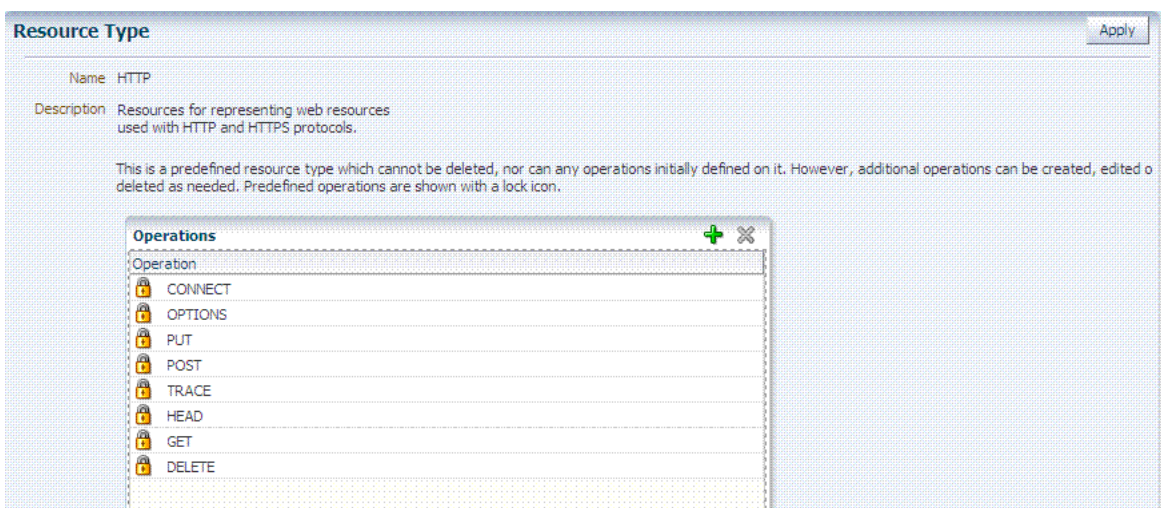 Resource Type
Apply
Name HTTP
Description Resources for representing web resources
used with HTTP and HTTPS protocols.
This is a predefined resource type which cannot be deleted, nor can any operations initially defined on it. However, additional operations can be created, edited o
deleted as needed. Predefined operations are shown with a lock icon.
Operations
Operation
CONNECT
OPTIONS
PUT
POST
TRACE
HEAD
GET
DELETE